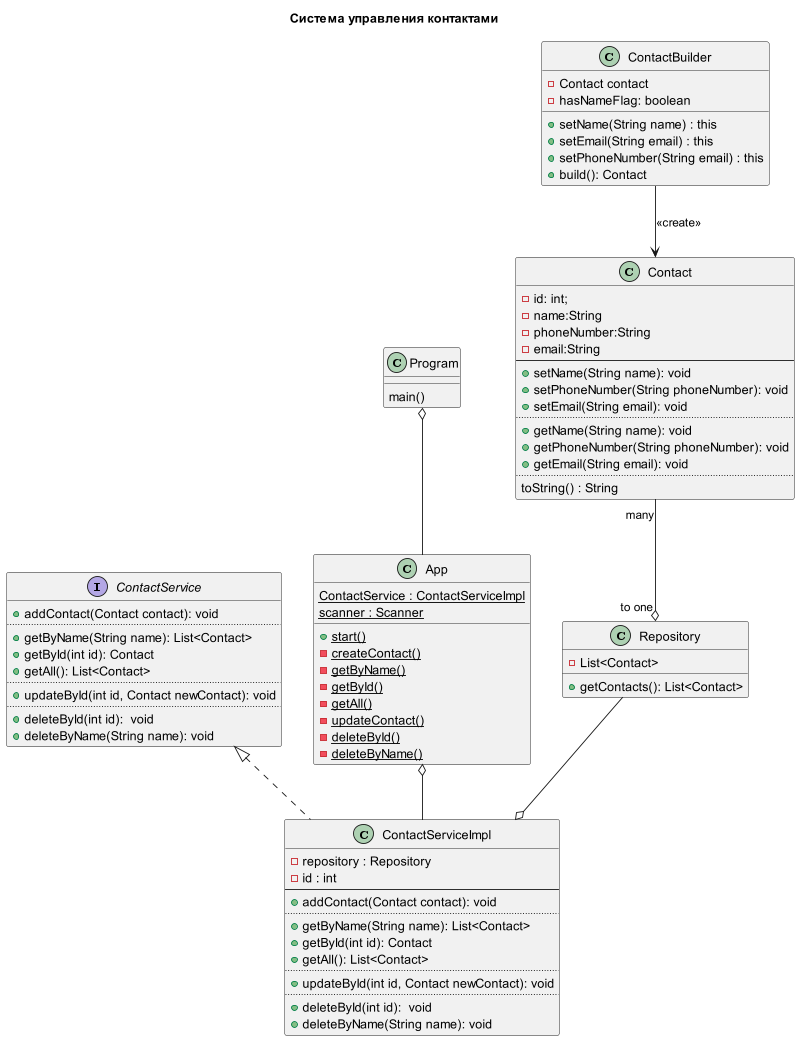 Система управления контактами
C ContactBuilder
Contact contact
hasNameFlag: boolean
setName(String name) : this
setEmail(String email) : this
setPhoneNumber(String email) : this
build(): Contact
«create»
C Contact
id: int;
name:String
phoneNumber:String
email:String
setName(String name): void
setPhoneNumber(String phoneNumber): void
setEmail(String email): void
getName(String name): void
getPhoneNumber(String phoneNumber): void
getEmail(String email): void
toString() : String
C Program
main()
many
to one
C App
ContactService : ContactServiceImpl
scanner : Scanner
start()
createContact()
getByName()
getById()
getAll()
updateContact()
deleteById()
deleteByName()
I ContactService
addContact(Contact contact): void
getByName(String name): List<Contact>
getById(int id): Contact
getAll(): List<Contact>
updateById(int id, Contact newContact): void
deleteById(int id):  void
deleteByName(String name): void
C Repository
List<Contact>
getContacts(): List<Contact>
C ContactServiceImpl
repository : Repository
id : int
addContact(Contact contact): void
getByName(String name): List<Contact>
getById(int id): Contact
getAll(): List<Contact>
updateById(int id, Contact newContact): void
deleteById(int id):  void
deleteByName(String name): void